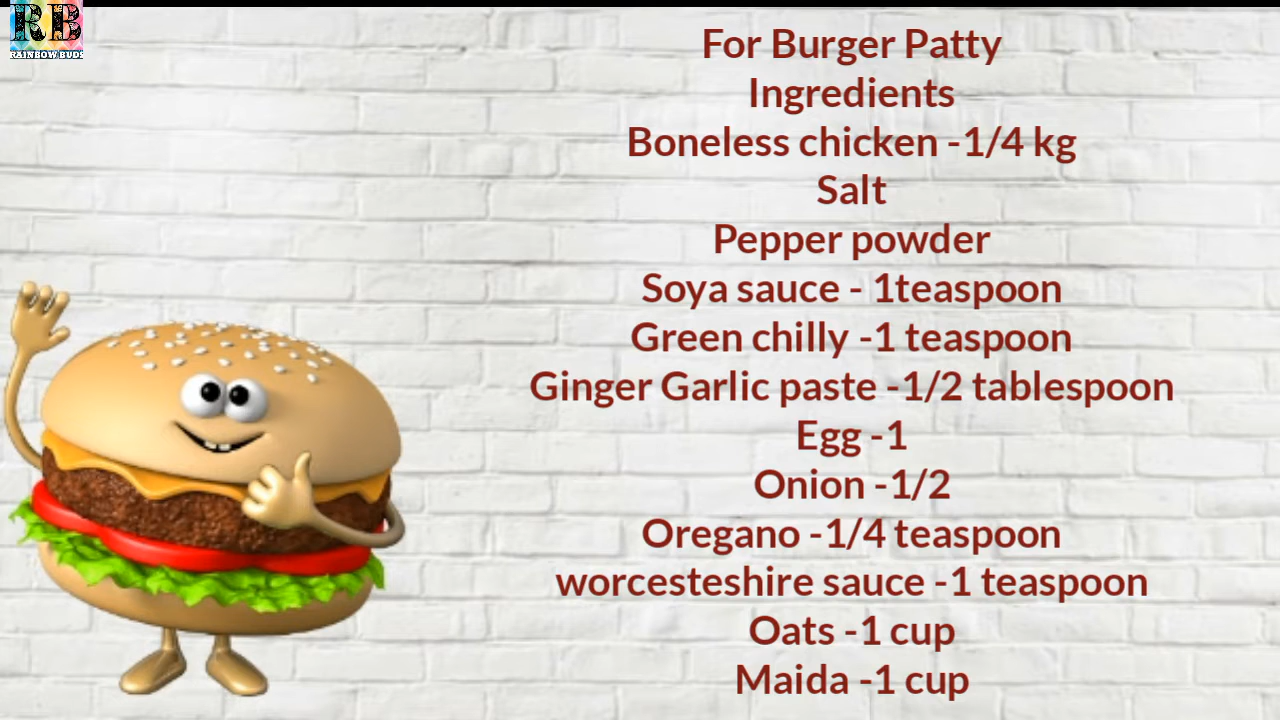 RB
RAINBOW BUDS
For Burger Patty
Ingredients
Boneless chicken -1/4 kg
Salt
Pepper powder
Soya sauce - 1teaspoon
Green chilly -1 teaspoon
Ginger Garlic paste -1/2 tablespoon
Egg -1
Onion -1/2
Oregano -1/4 teaspoon
worcesteshire sauce -1 teaspoon
Oats -1 cup
Maida -1 cup